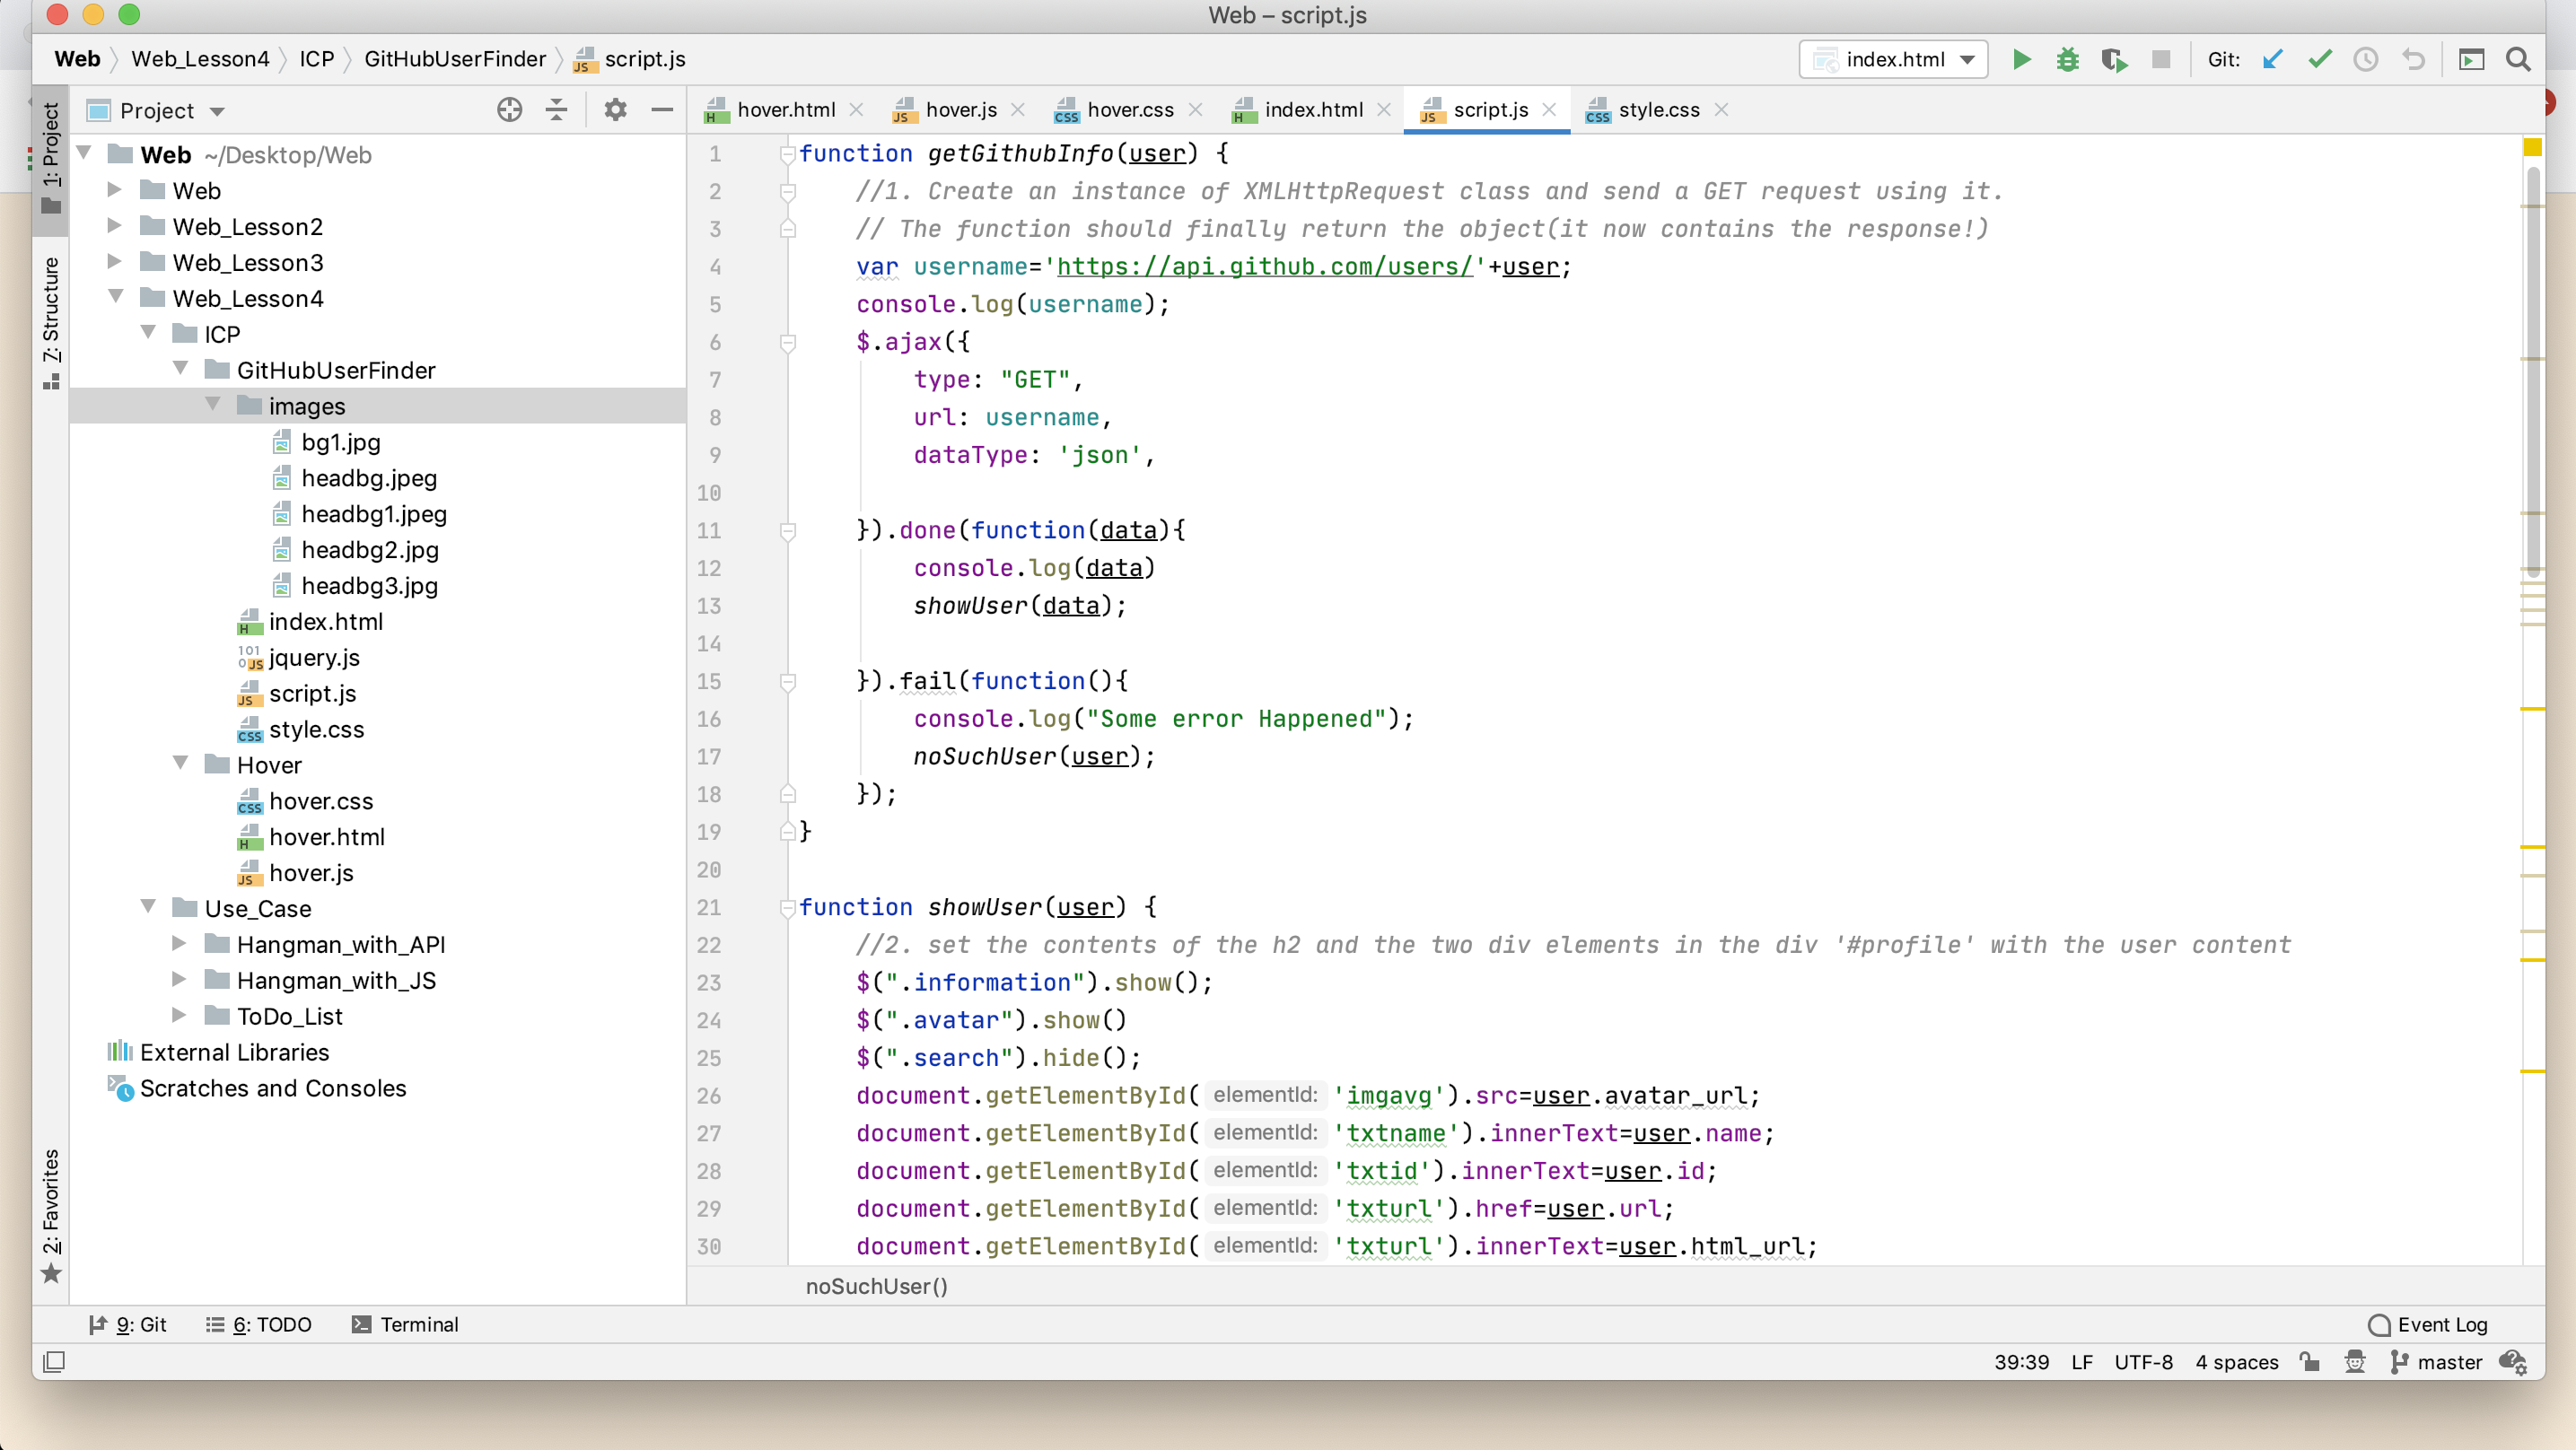 Web – script.js
Web Web_Lesson4 ICP GitHubUserFinder script.js index.html Git:
1: Project
7: Structure
2: Favorites
Project
Web ~/Desktop/Web
Web
Web_Lesson2
Web_Lesson3
Web_Lesson4
ICP
GitHubUserFinder
images
bg1.jpg
headbg.jpeg
headbg1.jpeg
headbg2.jpg
headbg3.jpg
index.html
jquery.js
script.js
style.css
Hover
hover.css
hover.html
hover.js
Use_Case
Hangman_with_API
Hangman_with_JS
ToDo_List
External Libraries
Scratches and Consoles
hover.html hover.js hover.css index.html script.js style.css
1 function getGithubInfo(user) {
2 //1. Create an instance of XMLHttpRequest class and send a GET request using it.
3 // The function should finally return the object(it now contains the response!)
4 var username='https://api.github.com/users/'+user;
5 console.log(username);
6 $.ajax({
7 type: "GET",
8 url: username,
9 dataType: 'json',
10
11 }).done(function(data){
12 console.log(data)
13 showUser(data);
14
15 }).fail(function(){
16 console.log("Some error Happened");
17 noSuchUser(user);
18 });
19 }
20
21 function showUser(user) {
22 //2. set the contents of the h2 and the two div elements in the div '#profile' with the user content
23 $(".information").show();
24 $(".avatar").show()
25 $(".search").hide();
26 document.getElementById( elementId: 'imgavg').src=user.avatar_url;
27 document.getElementById( elementId: 'txtname').innerText=user.name;
28 document.getElementById( elementId: 'txtid').innerText=user.id;
29 document.getElementById( elementId: 'txturl').href=user.url;
30 document.getElementById( elementId: 'txturl').innerText=user.html_url;
noSuchUser()
9: Git 6: TODO Terminal Event Log
39:39 LF UTF-8 4 spaces master